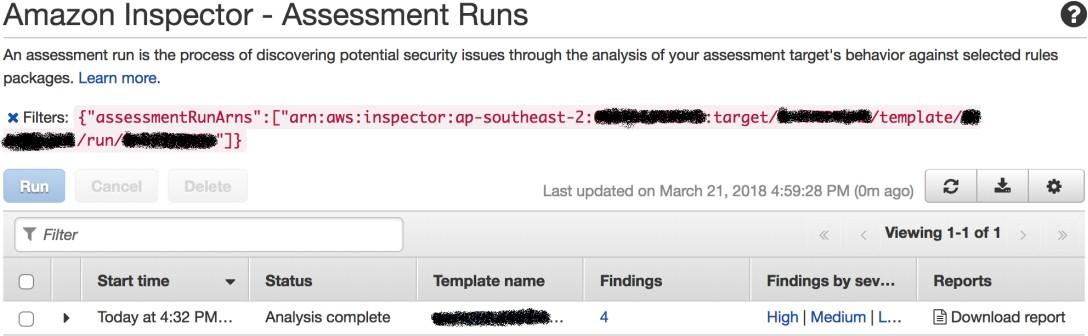 Amazon Inspector - Assessment Runs
An assessment run is the process of discovering potential security issues through the analysis of your assessment target's behavior against selected rules
packages. Learn more.
Filters: {"assessmentRunArns":["arn:aws:inspector:ap-southeast-2: :target/ /template/
/run/ "]}
Run Cancel Delete Last updated on March 21, 2018 4:59:28 PM (0m ago)
Filter Viewing 1-1 of 1
Start time Status Template name Findings Findings by sev... Reports
Today at 4:32 PM... Analysis complete ... 4 High | Medium | L... Download report